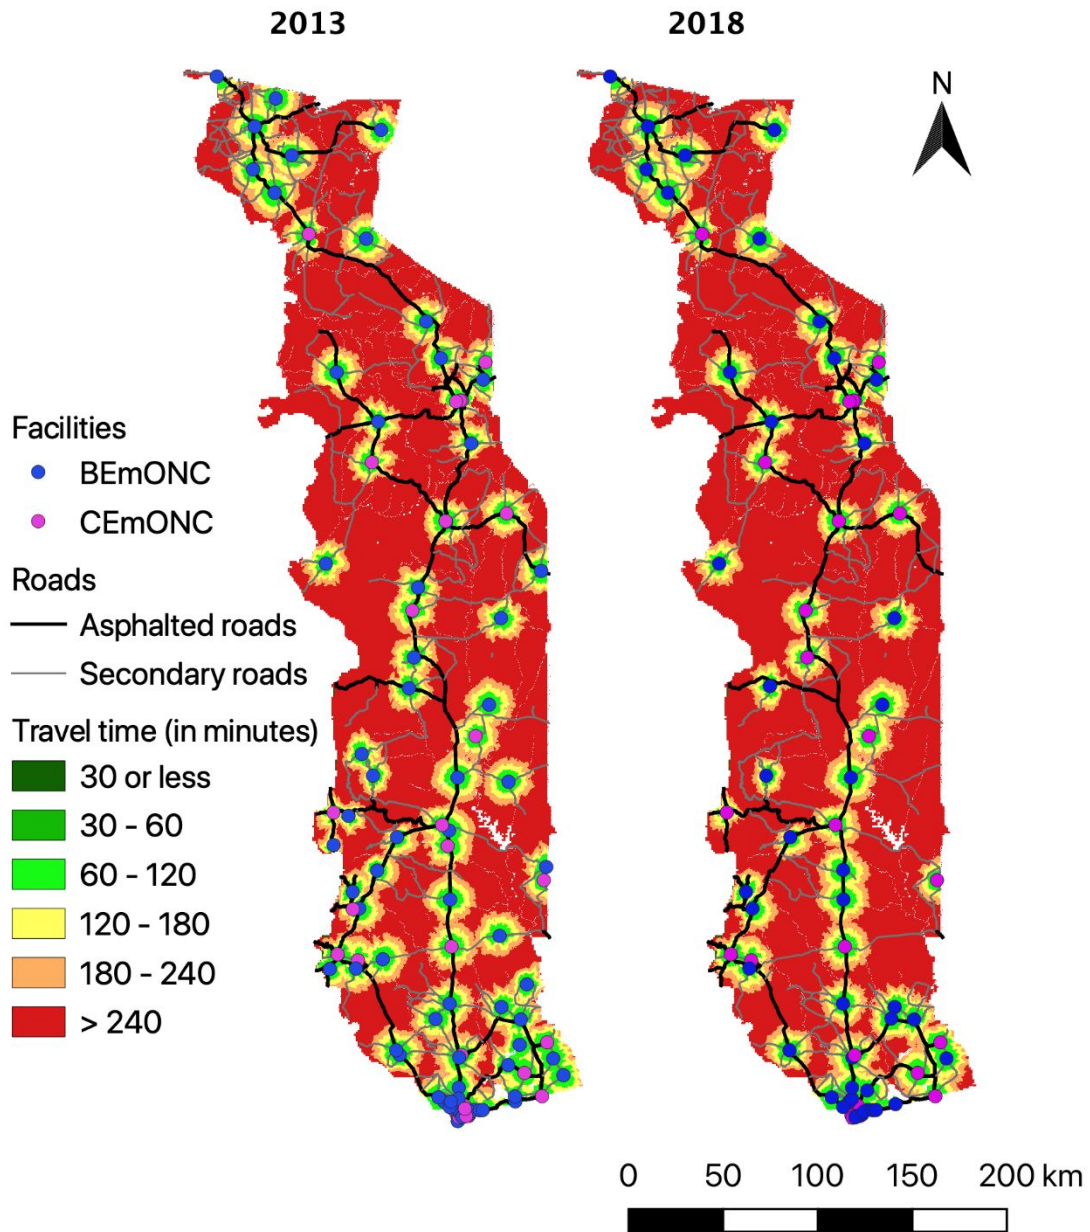 2013
2018
N
Facilities
BEmONC
CEmONC
Roads
Asphalted roads
Secondary roads
Travel time (in minutes)
30 or less
30 - 60
60 - 120
120 - 180
180 - 240
> 240
0 50 100 150 200 km